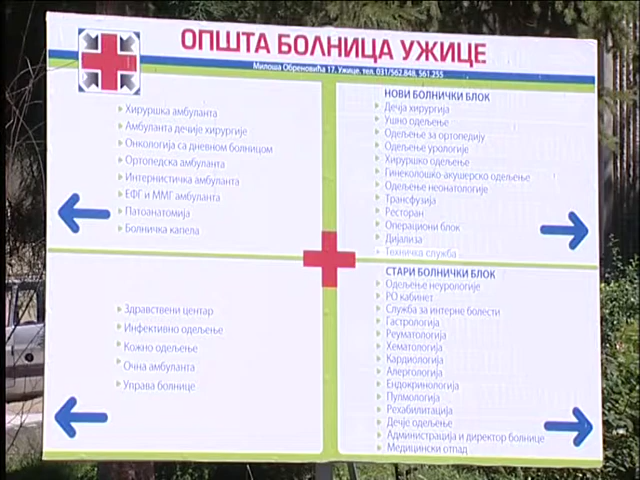 ОПШТА БОЛНИЦА УЖИЦЕ
Милоша Обреновића 17, Ужице, тел. 031/562.848, 561.255
Хируршка амбуланта
Амбуланта дечије хирургије
Онкологија са дневном болницом
Ортопедска амбуланта
Интернистичка амбуланта
ЕФГ и ММГ амбуланта
Патоанатомија
Болничка капела
НОВИ БОЛНИЧКИ БЛОК
Дечја хирургија
Ушно одељење
Одељење за ортопедију
Одељење урологије
Хируршко одељење
Гинеколошко акушерско одељење
Одељење неонатологије
Трансфузија
Ресторан
Операциони блок
Дијализа
Техничка служба
Здравствени центар
Инфективно одељење
Кожно одељење
Очна амбуланта
Управа болнице
СТАРИ БОЛНИЧКИ БЛОК
Одељење неурологије
РО кабинет
Служба за интерне болести
Гастрологија
Реуматологија
Хематологија
Кардиологија
Алергологија
Ендокринологија
Пулмологија
Рехабилитација
Дечје одељење
Администрација и директор болнице
Медицински отпад